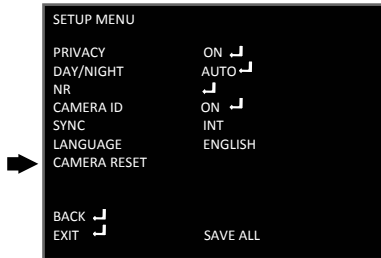 SETUP MENU
PRIVACY ON ↵
DAY/NIGHT AUTO ↵
NR ↵
CAMERA ID ON ↵
SYNC INT
LANGUAGE ENGLISH
CAMERA RESET
BACK ↵
EXIT ↵ SAVE ALL